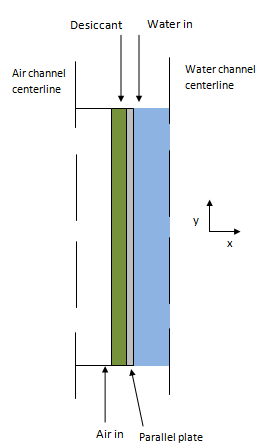 Desiccant
Water in
Air channel
centerline
Water channel
centerline
y
x
Air in
Parallel plate